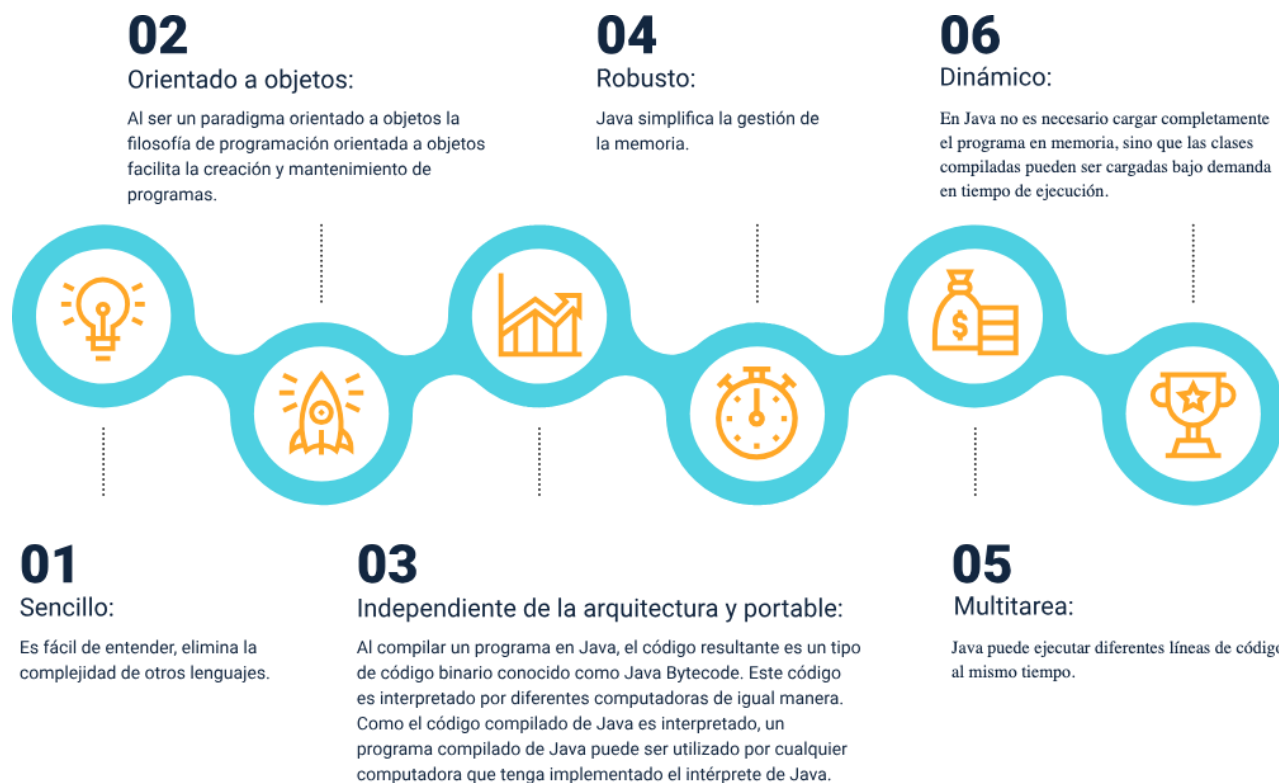 02
Orientado a objetos:
Al ser un paradigma orientado a objetos la
filosofía de programación orientada a objetos
facilita la creación y mantenimiento de
programas.
04
Robusto:
Java simplifica la gestión de
la memoria.
06
Dinámico:
En Java no es necesario cargar completamente
el programa en memoria, sino que las clases
compiladas pueden ser cargadas bajo demanda
en tiempo de ejecución.
$
01
Sencillo:
Es fácil de entender, elimina la
complejidad de otros lenguajes.
03
Independiente de la arquitectura y portable:
Al compilar un programa en Java, el código resultante es un tipo
de código binario conocido como Java Bytecode. Este código
es interpretado por diferentes computadoras de igual manera.
Como el código compilado de Java es interpretado, un
programa compilado de Java puede ser utilizado por cualquier
computadora que tenga implementado el intérprete de Java.
05
Multitarea:
Java puede ejecutar diferentes líneas de código
al mismo tiempo.